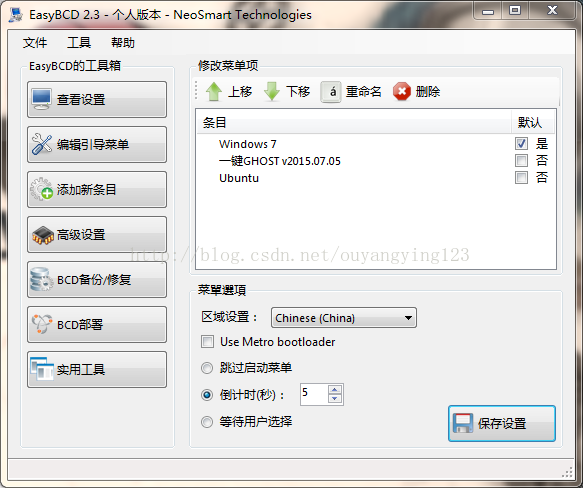 EasyBCD 2.3 - 个人版本 - NeoSmart Technologies
文件 工具 帮助
EasyBCD的工具箱
查看设置
编辑引导菜单
添加新条目
高级设置
BCD备份/修复
BCD部署
实用工具
修改菜单项
上移 下移 á 重命名 删除
条目 默认
Windows 7 是
一键GHOST v2015.07.05 否
Ubuntu 否
http://blog.csdn.net/ouyangying123
菜單選項
区域设置： Chinese (China)
Use Metro bootloader
跳过启动菜单
倒计时(秒)： 5
等待用户选择
保存设置